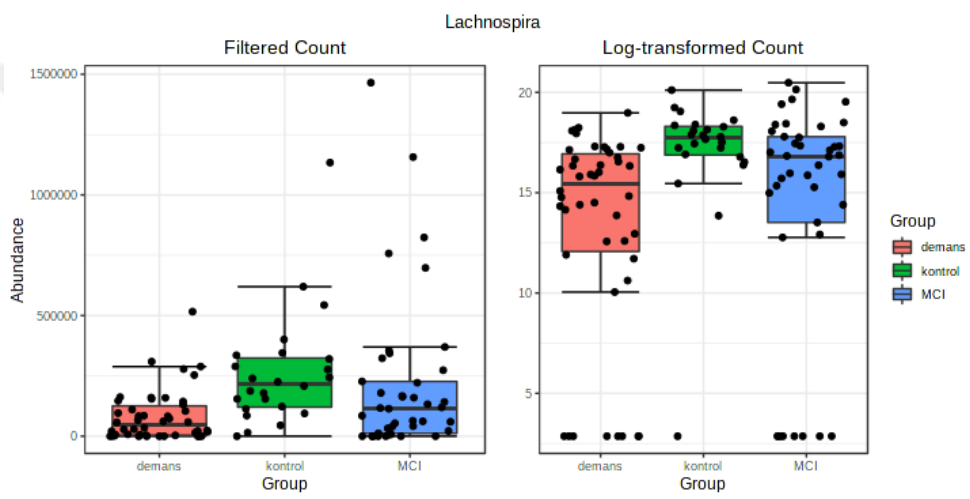 Lachnospira
Filtered Count
Log-transformed Count
Abundance
1500000
1000000
500000
0
demans
kontrol
MCI
Group
20
15
10
5
demans
kontrol
MCI
Group
Group
demans
kontrol
MCI